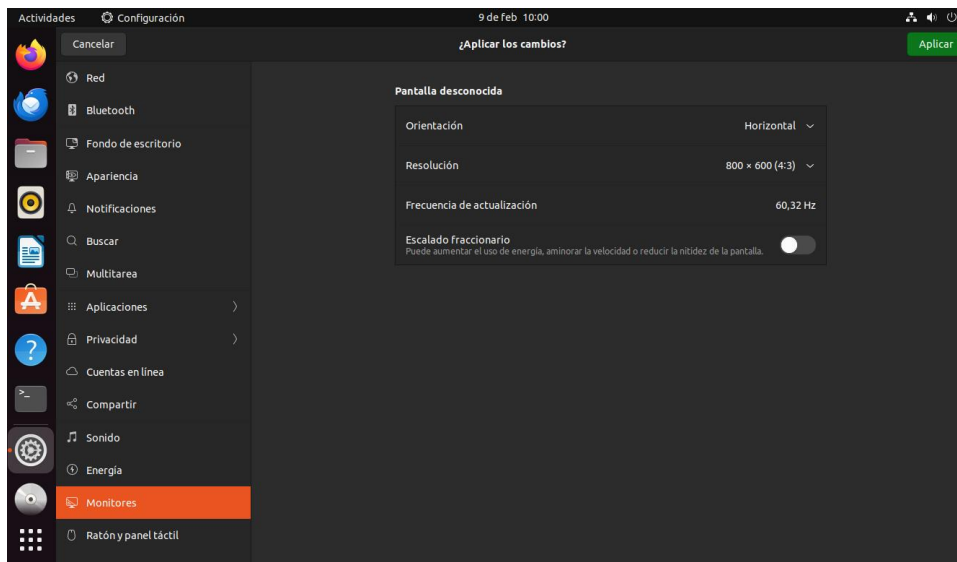 Actividades Configuración 9 de feb 10:00
Cancelar ¿Aplicar los cambios? Aplicar
Red
Bluetooth
Fondo de escritorio
Apariencia
Notificaciones
Buscar
Multitarea
Aplicaciones
Privacidad
Cuentas en línea
Compartir
Sonido
Energía
Monitores
Ratón y panel táctil
Pantalla desconocida
Orientación Horizontal
Resolución 800 × 600 (4:3)
Frecuencia de actualización 60,32 Hz
Escalado fraccionario
Puede aumentar el uso de energía, aminorar la velocidad o reducir la nitidez de la pantalla.